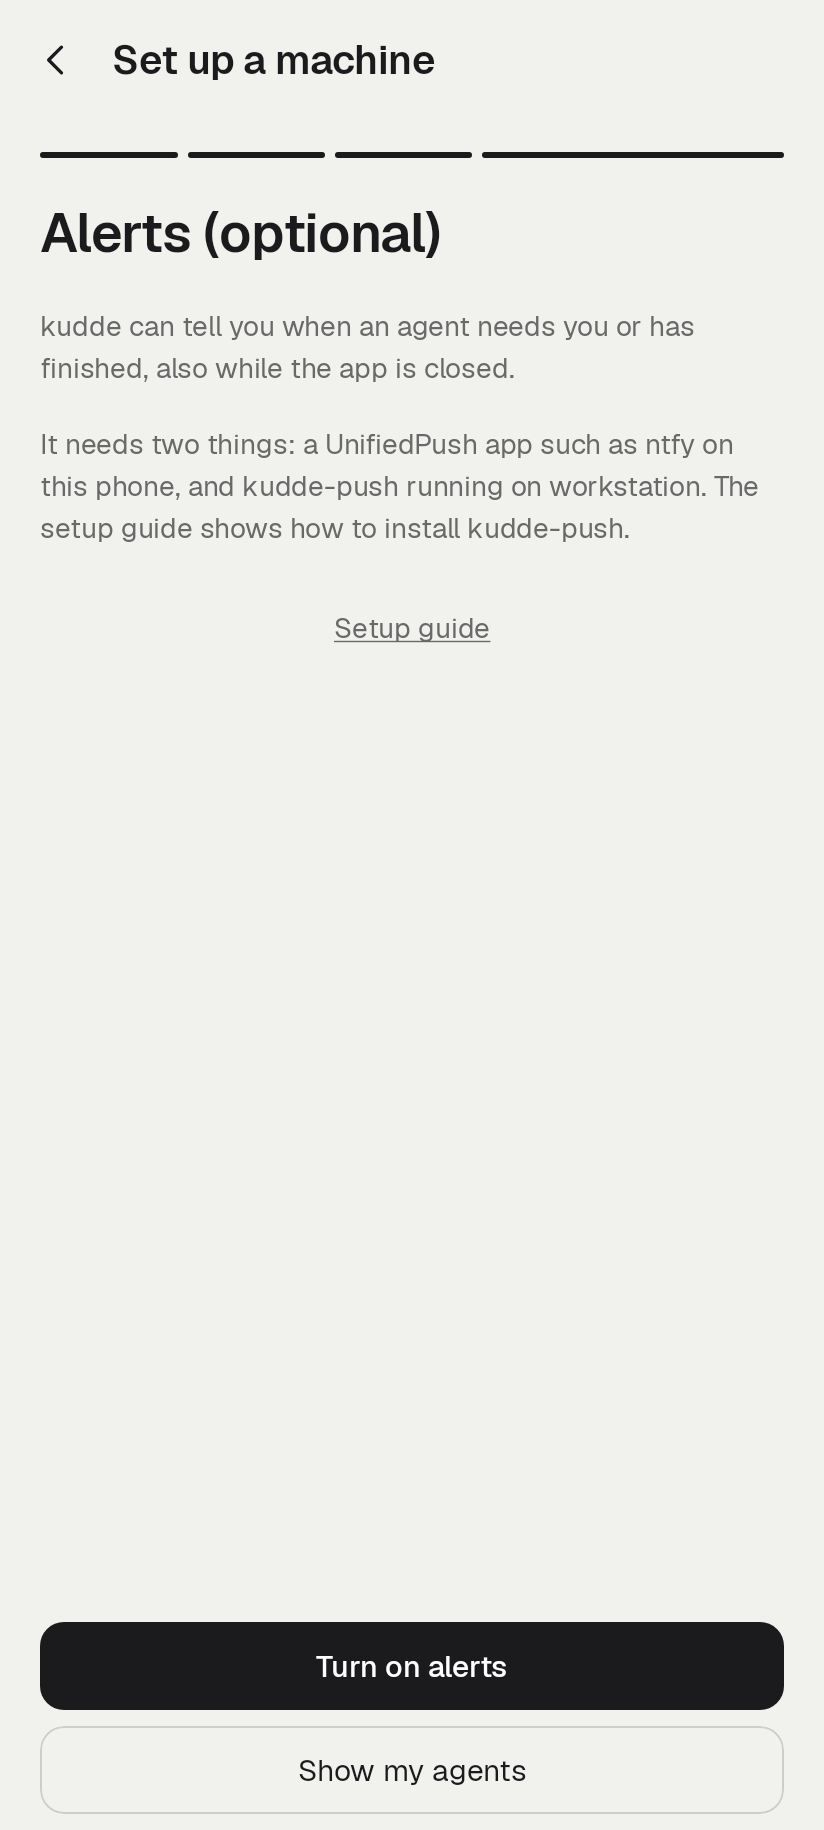 Set up a machine
Alerts (optional)
kudde can tell you when an agent needs you or has
finished, also while the app is closed.
It needs two things: a UnifiedPush app such as ntfy on
this phone, and kudde-push running on workstation. The
setup guide shows how to install kudde-push.
Setup guide
Turn on alerts
Show my agents